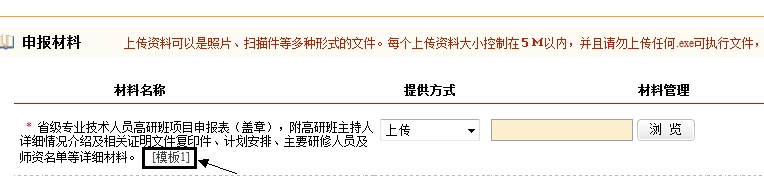 申报材料 上传资料可以是照片、扫描件等多种形式的文件。每个上传资料大小控制在5 M以内，并且请勿上传任何.exe可执行文件，
材料名称 提供方式 材料管理
* 省级专业技术人员高研班项目申报表（盖章），附高研班主持人
详细情况介绍及相关证明文件复印件、计划安排、主要研修人员及
师资名单等详细材料。 [模板1]
上传 浏 览